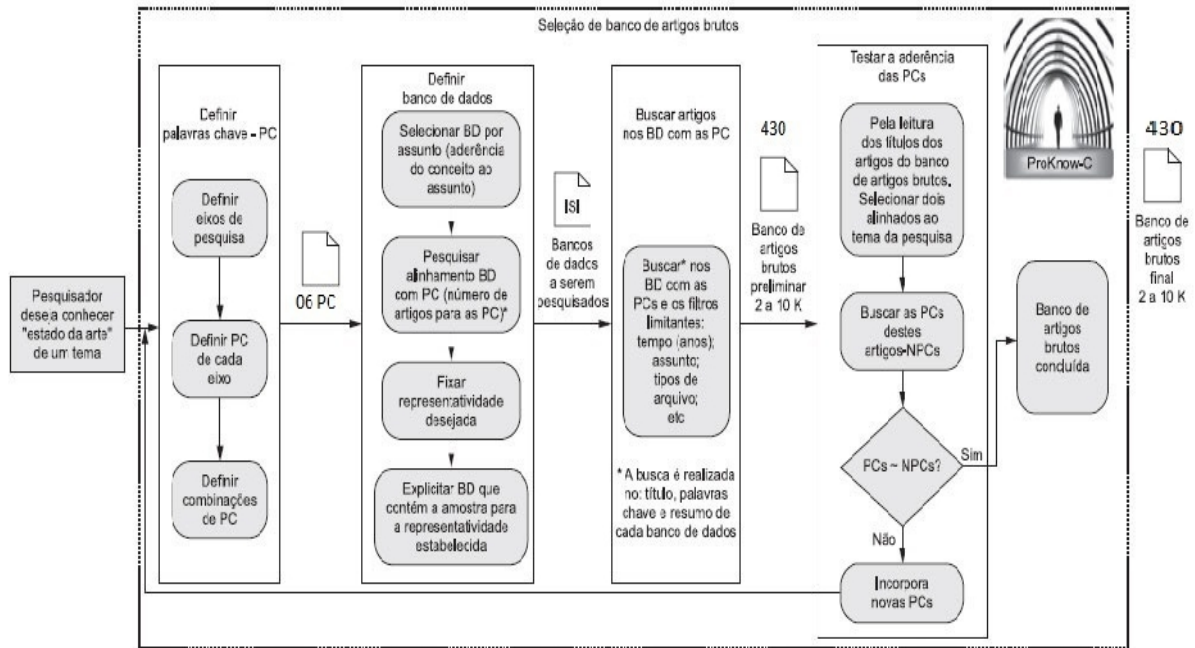 Seleção de banco de artigos brutos
Pesquisador
deseja conhecer
"estado da arte"
de um tema
Definir
palavras chave - PC
Definir
eixos de
pesquisa
Definir PC
de cada
eixo
Definir
combinações
de PC
06 PC
Definir
banco de dados
Selecionar BD por
assunto (aderência
do conceito ao
assunto)
Pesquisar
alinhamento BD
com PC (número de
artigos para as PC)*
Fixar
representatividade
desejada
Explicitar BD que
contém a amostra para
a representatividade
estabelecida
ISI
Bancos
de dados
a serem
pesquisados
Buscar artigos
nos BD com as PC
Buscar* nos
BD com as
PCs e os filtros
limitantes:
tempo (anos);
assunto;
tipos de
arquivo;
etc
* A busca é realizada
no: título, palavras
chave e resumo de
cada banco de dados
430
Banco de
artigos
brutos
preliminar
2 a 10 K
Testar a aderência
das PCs
Pela leitura
dos títulos dos
artigos do banco
de artigos brutos.
Selecionar dois
alinhados ao
tema da pesquisa
Buscar as PCs
destes
artigos-NPCs
PCs ~ NPCs?
Sim
Não
Incorpora
novas PCs
ProKnow-C
Banco de
artigos
brutos
concluída
430
Banco de
artigos
brutos final
2 a 10 K